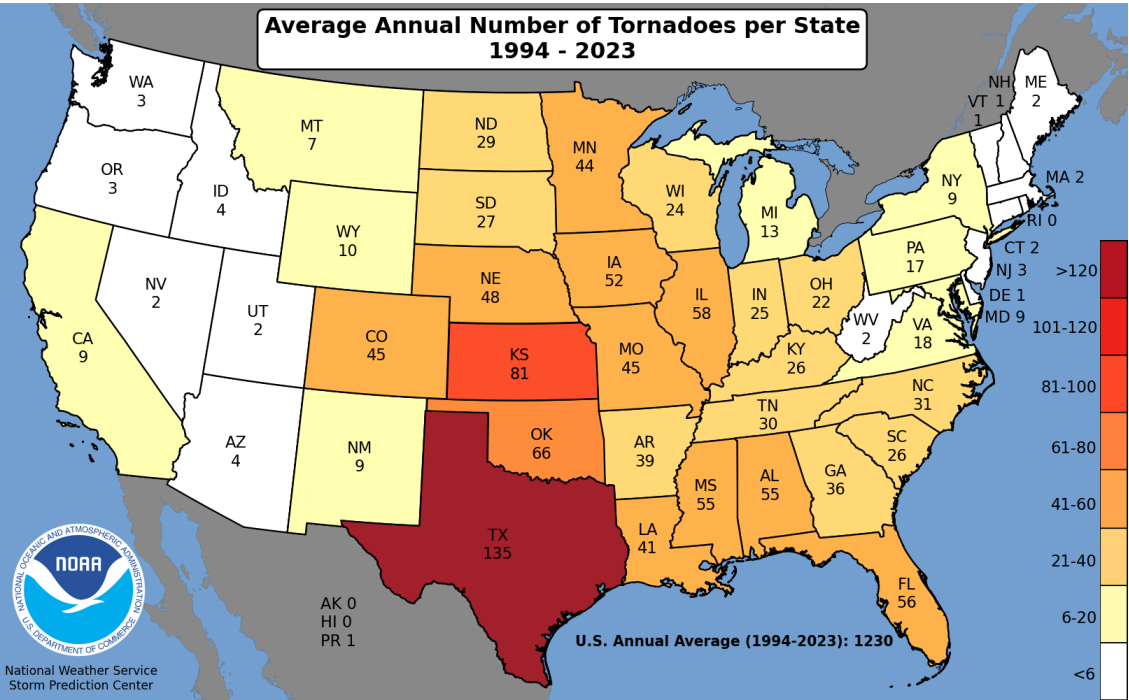 Average Annual Number of Tornadoes per State
1994 - 2023
WA
3
OR
3
ID
4
MT
7
WY
10
CA
9
NV
2
UT
2
AZ
4
CO
45
NM
9
ND
29
SD
27
NE
48
KS
81
OK
66
TX
135
MN
44
IA
52
MO
45
AR
39
LA
41
WI
24
IL
58
MI
13
IN
25
OH
22
KY
26
TN
30
MS
55
AL
55
GA
36
FL
56
SC
26
NC
31
VA
18
WV
2
PA
17
NY
9
VT
1
NH
1
ME
2
MA 2
RI 0
CT 2
NJ 3
DE 1
MD 9
AK 0
HI 0
PR 1
U.S. Annual Average (1994-2023): 1230
>120
101-120
81-100
61-80
41-60
21-40
6-20
<6
NATIONAL OCEANIC AND ATMOSPHERIC ADMINISTRATION
NOAA
U.S. DEPARTMENT OF COMMERCE
National Weather Service
Storm Prediction Center